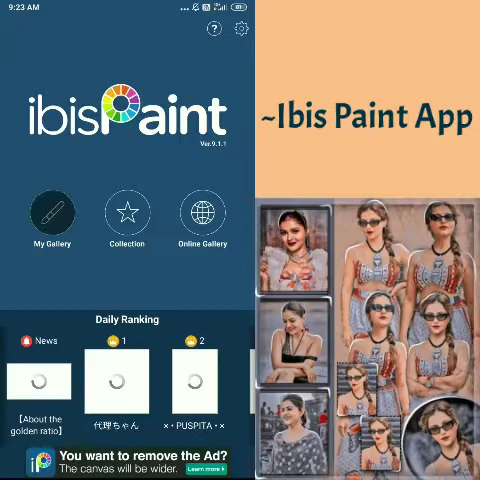 9:23 AM
ibisPaint
Ver.9.1.1
My Gallery
Collection
Online Gallery
Daily Ranking
News
1
2
【About the
golden ratio】
代理ちゃん
×・PUSPITA・×
You want to remove the Ad?
The canvas will be wider.
Learn more
iP
~Ibis Paint App